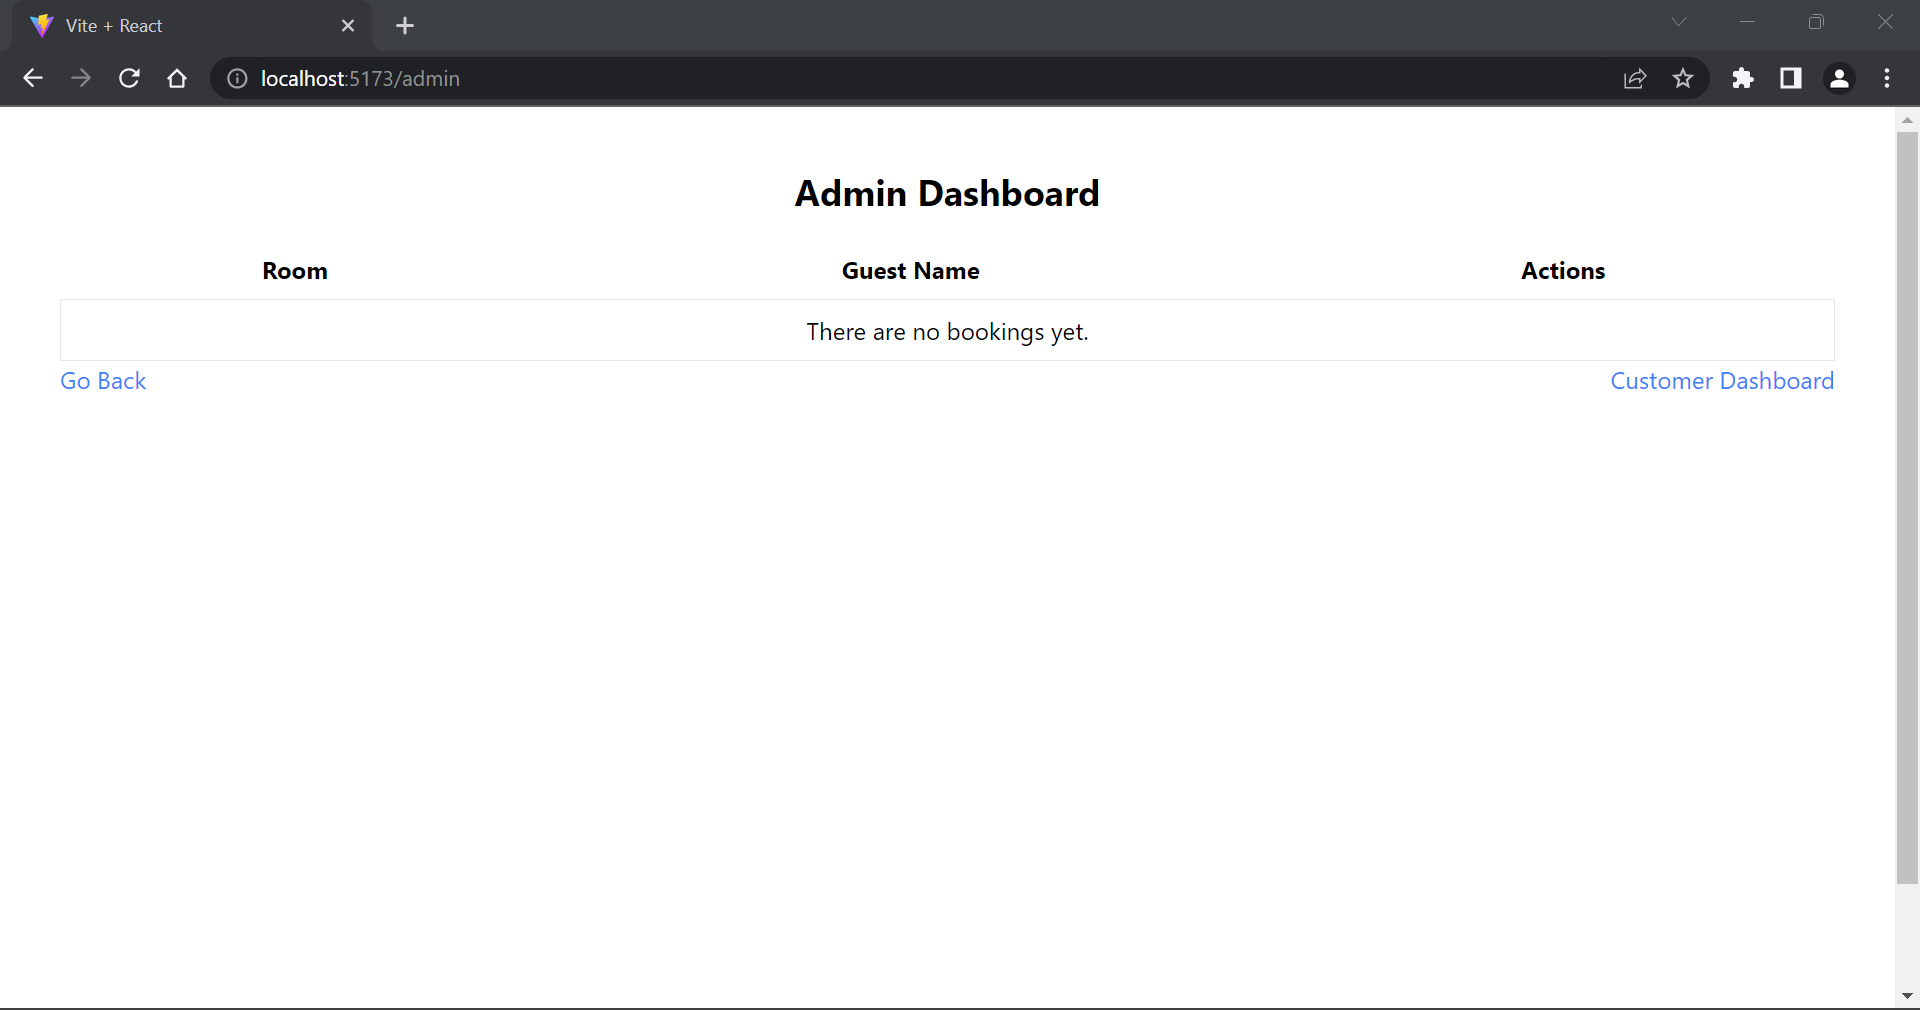 Vite + React
localhost:5173/admin
Admin Dashboard
Room Guest Name Actions
There are no bookings yet.
Go Back Customer Dashboard